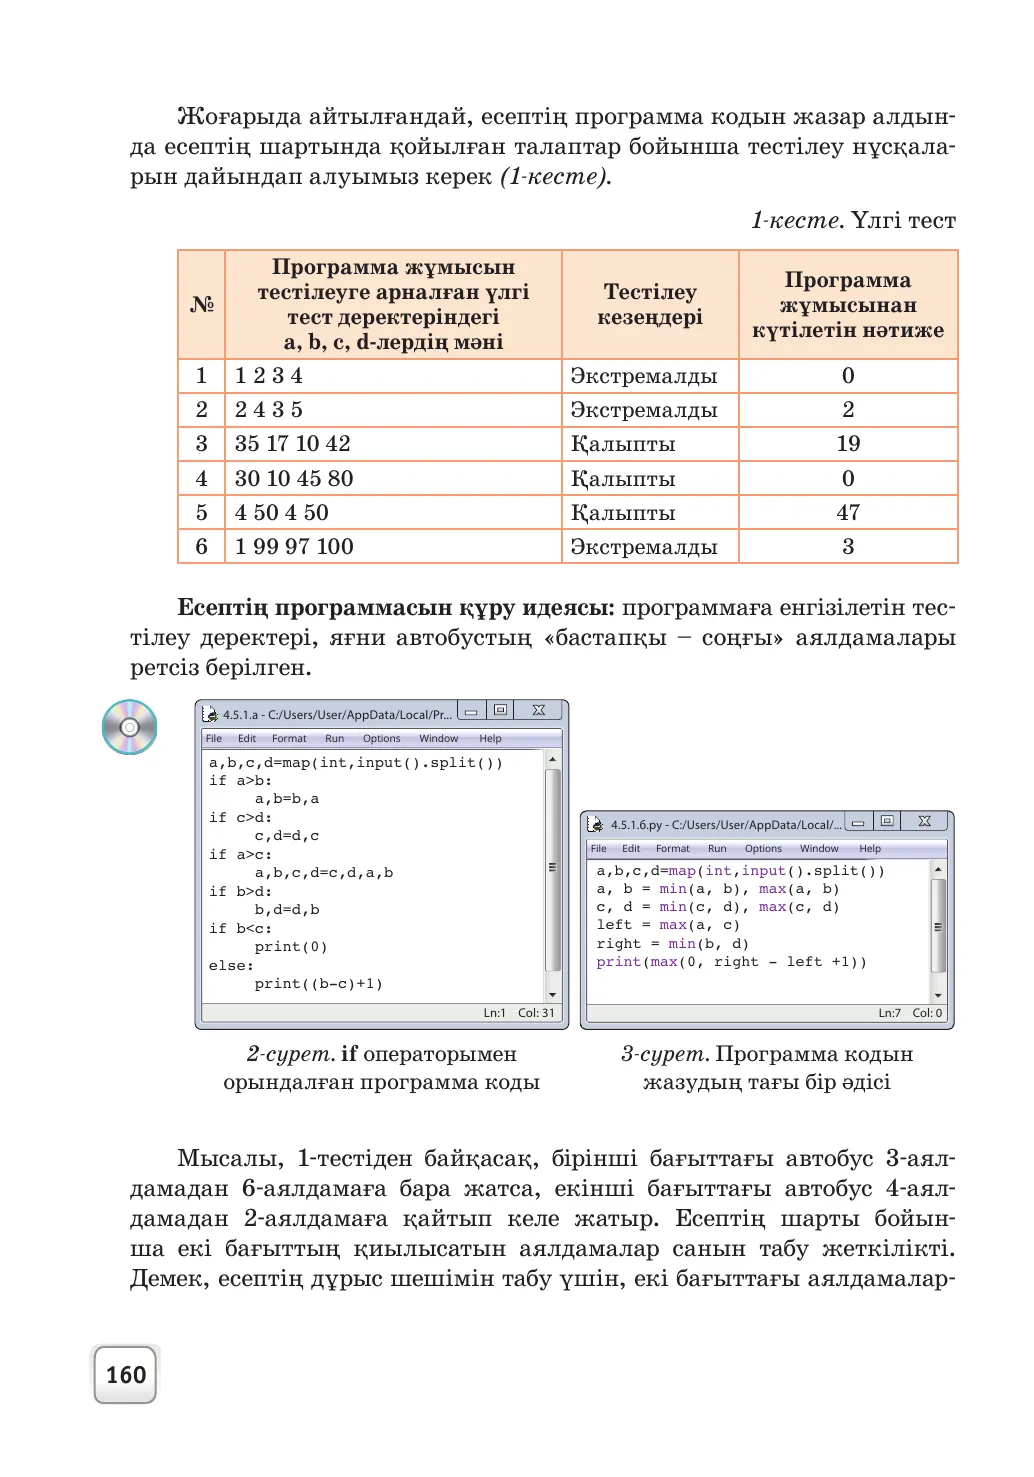 Жоғарыда айтылғандай, есептің программа кодын жазар алдын-
да есептің шартында қойылған талаптар бойынша тестілеу нұсқала-
рын дайындап алуымыз керек (1-кесте).
1-кесте. Үлгі тест
№
Программа жұмысын
тестілеуге арналған үлгі
тест деректеріндегі
a, b, c, d-лердің мәні
Тестілеу
кезеңдері
Программа
жұмысынан
күтілетін нәтиже
1 1 2 3 4 Экстремалды 0
2 2 4 3 5 Экстремалды 2
3 35 17 10 42 Қалыпты 19
4 30 10 45 80 Қалыпты 0
5 4 50 4 50 Қалыпты 47
6 1 99 97 100 Экстремалды 3
Есептің программасын құру идеясы: программаға енгізілетін тес-
тілеу деректері, яғни автобустың «бастапқы – соңғы» аялдамалары
ретсіз берілген.
4.5.1.a - C:/Users/User/AppData/Local/Pr...
File Edit Format Run Options Window Help
a,b,c,d=map(int,input().split())
if a>b:
a,b=b,a
if c>d:
c,d=d,c
if a>c:
a,b,c,d=c,d,a,b
if b>d:
b,d=d,b
if b<c:
print(0)
else:
print((b-c)+1)
Ln:1 Col: 31
4.5.1.6.py - C:/Users/User/AppData/Local/...
File Edit Format Run Options Window Help
a,b,c,d=map(int,input().split())
a, b = min(a, b), max(a, b)
c, d = min(c, d), max(c, d)
left = max(a, c)
right = min(b, d)
print(max(0, right - left +1))
Ln:7 Col: 0
2-сурет. if операторымен
орындалған программа коды
3-сурет. Программа кодын
жазудың тағы бір әдісі
Мысалы, 1-тестіден байқасақ, бірінші бағыттағы автобус 3-аял-
дамадан 6-аялдамаға бара жатса, екінші бағыттағы автобус 4-аял-
дамадан 2-аялдамаға қайтып келе жатыр. Есептің шарты бойын-
ша екі бағыттың қиылысатын аялдамалар санын табу жеткілікті.
Демек, есептің дұрыс шешімін табу үшін, екі бағыттағы аялдамалар-
160